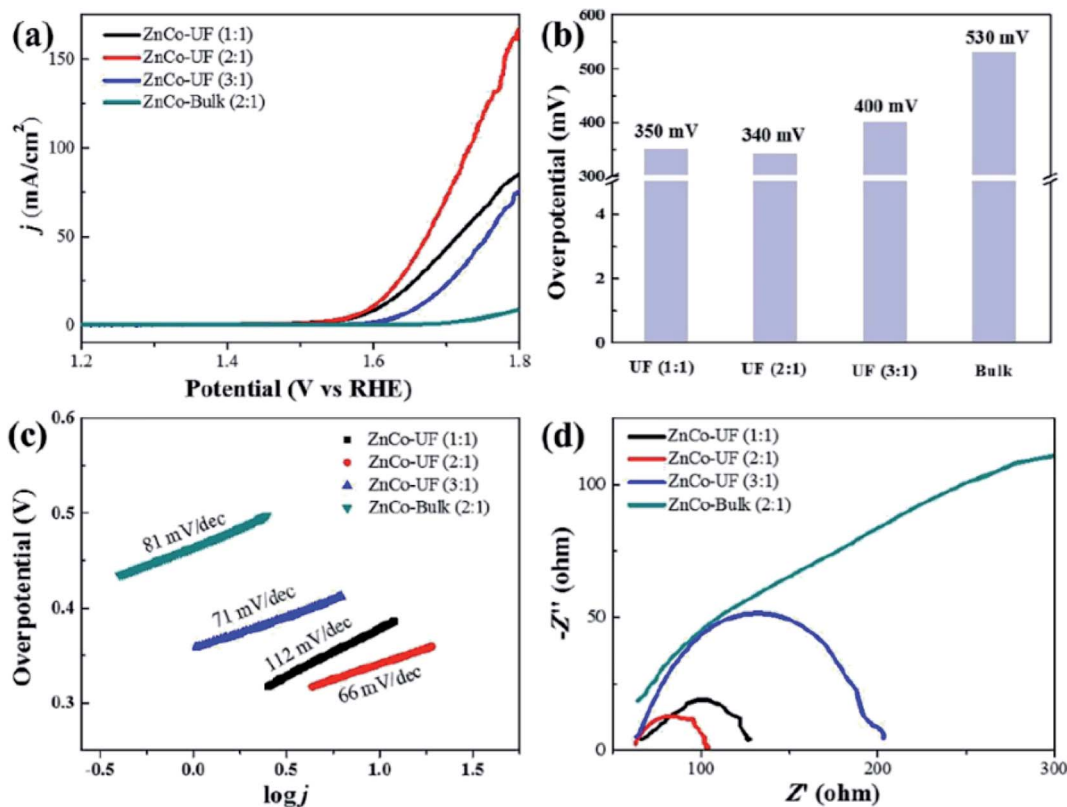 (a)
ZnCo-UF (1:1)
ZnCo-UF (2:1)
ZnCo-UF (3:1)
ZnCo-Bulk (2:1)
150
100
50
0
j (mA/cm²)
1.2 1.4 1.6 1.8
Potential (V vs RHE)
(b)
600
500
400
300
4
2
0
Overpotential (mV)
350 mV
340 mV
400 mV
530 mV
UF (1:1) UF (2:1) UF (3:1) Bulk
(c)
ZnCo-UF (1:1)
ZnCo-UF (2:1)
ZnCo-UF (3:1)
ZnCo-Bulk (2:1)
0.6
0.5
0.4
0.3
Overpotential (V)
81 mV/dec
71 mV/dec
112 mV/dec
66 mV/dec
-0.5 0.0 0.5 1.0 1.5
log j
(d)
ZnCo-UF (1:1)
ZnCo-UF (2:1)
ZnCo-UF (3:1)
ZnCo-Bulk (2:1)
100
50
0
-Z'' (ohm)
100 200 300
Z' (ohm)